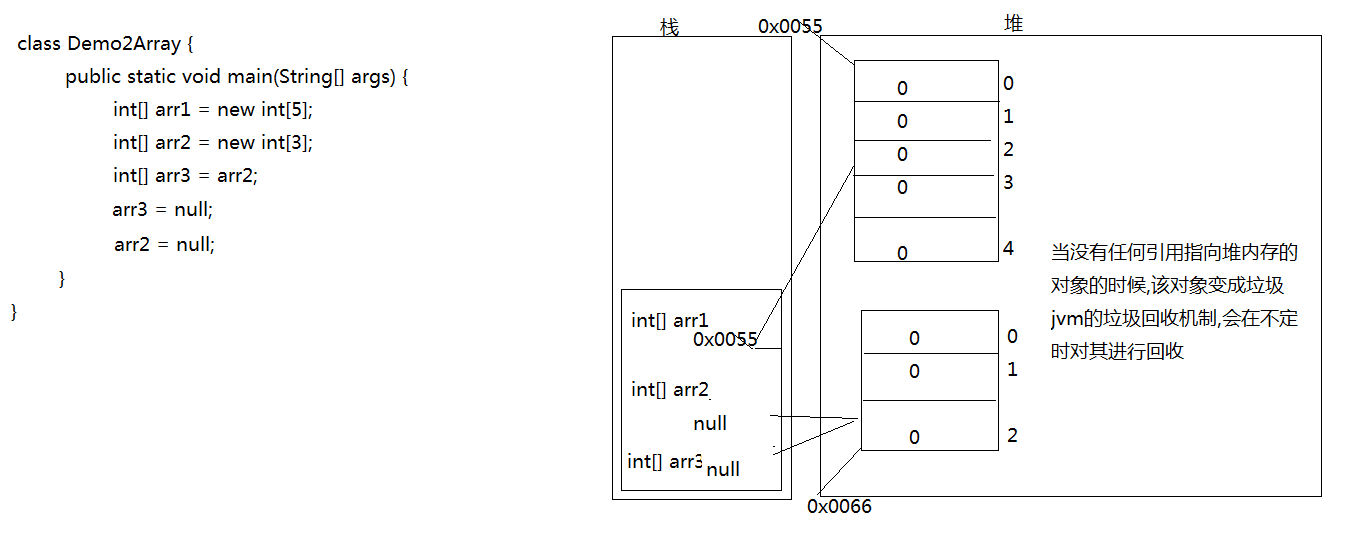 class Demo2Array {
public static void main(String[] args) {
int[] arr1 = new int[5];
int[] arr2 = new int[3];
int[] arr3 = arr2;
arr3 = null;
arr2 = null;
}
}
栈
0x0055
堆
0 0
0 1
0 2
0 3
0 4
int[] arr1
0x0055
int[] arr2
null
int[] arr3
null
0 0
0 1
0 2
0x0066
当没有任何引用指向堆内存的
对象的时候,该对象变成垃圾
jvm的垃圾回收机制,会在不定
时对其进行回收